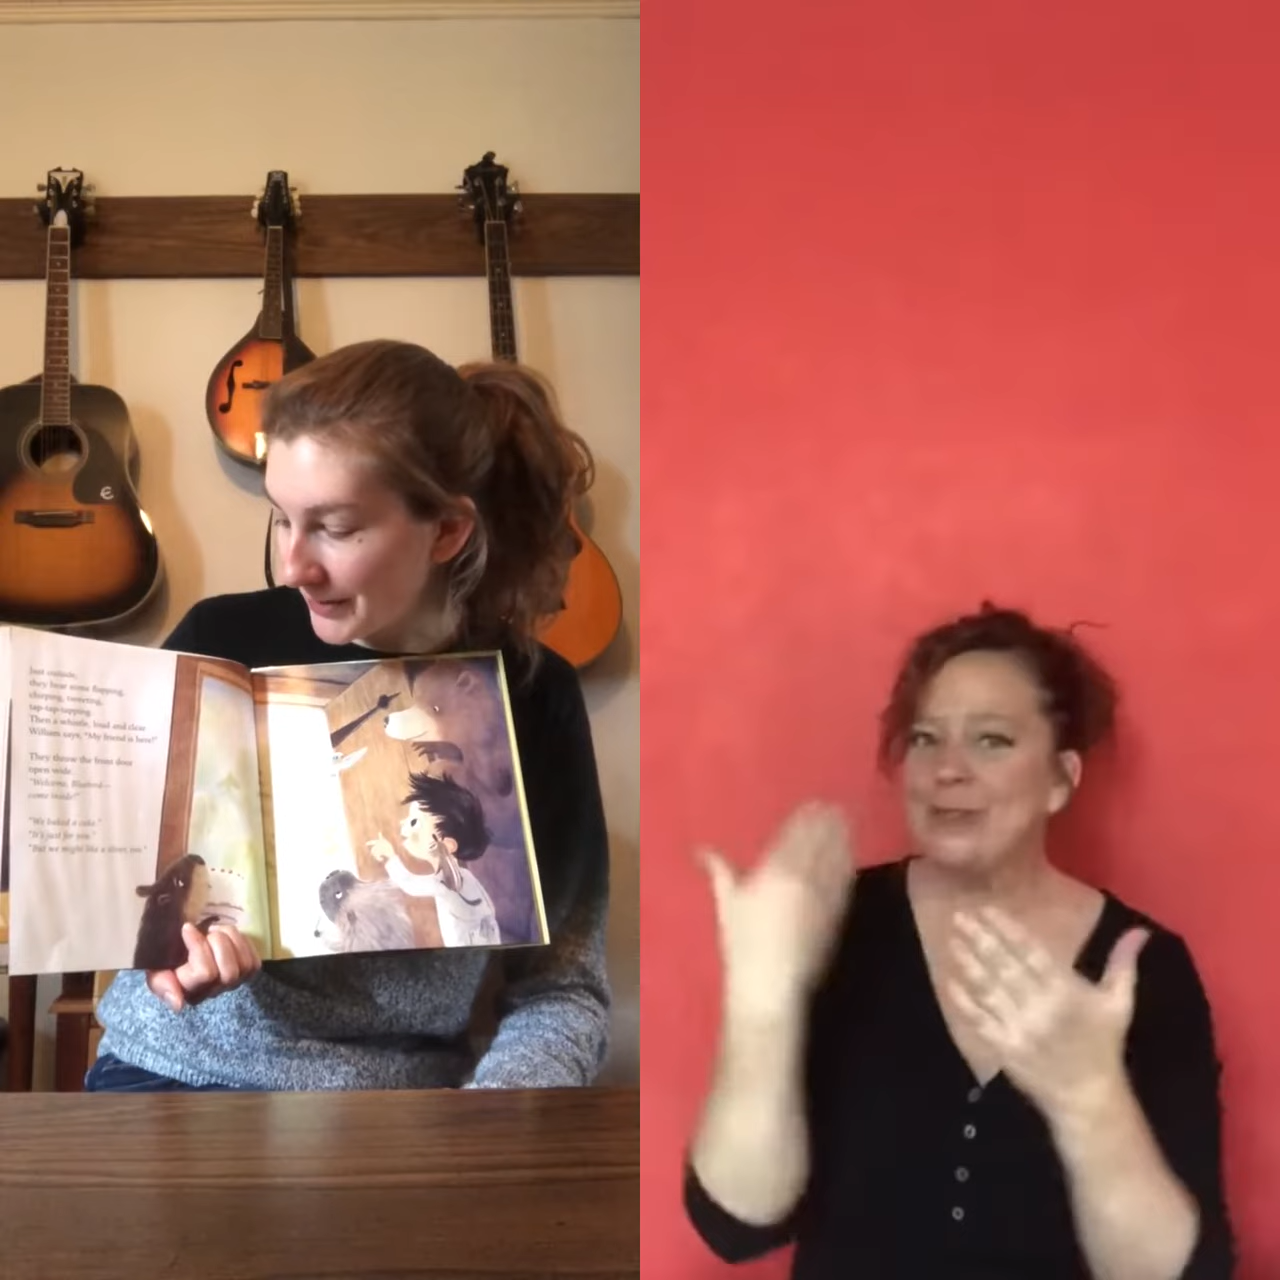 Just outside,
they hear some flapping,
chirping, tweeting,
tap-tap-tapping.
Then a whistle, loud and clear
William says, "My friend is here!"
They throw the front door
open wide.
"Welcome, Bluebird—
come inside!"
"We baked a cake."
"It's just for you."
"But we might like a sliver, too."